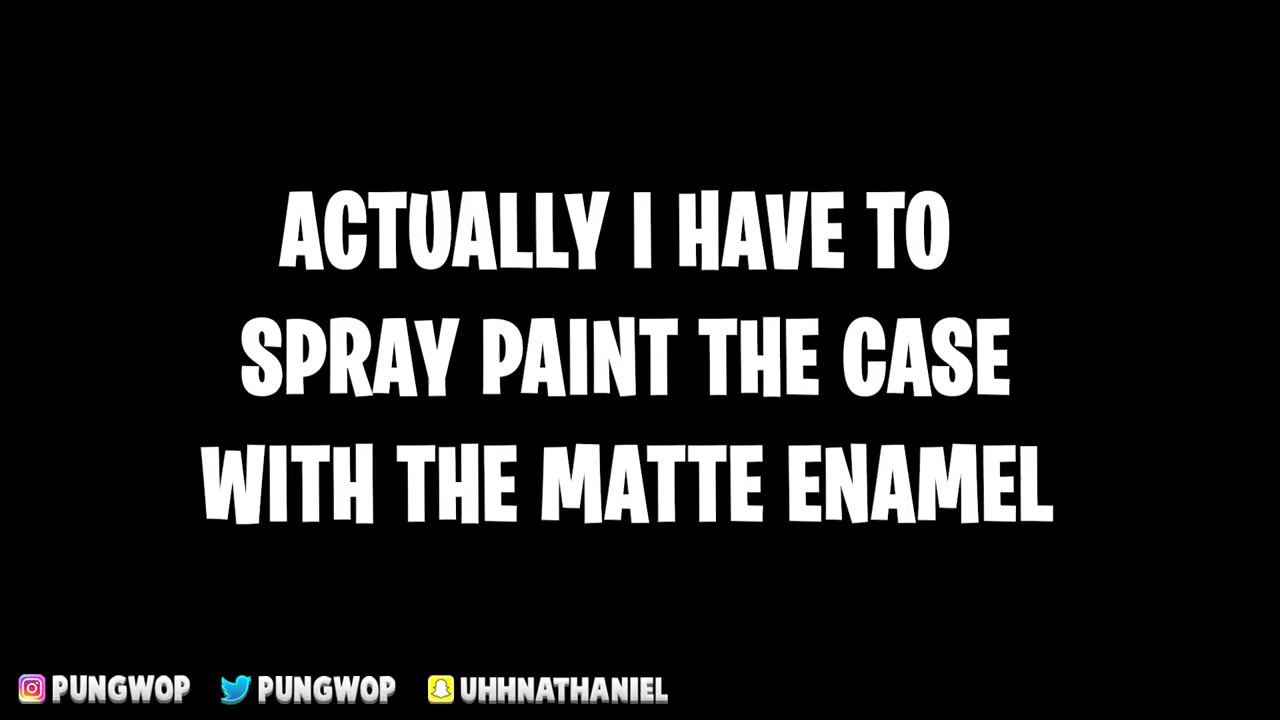 ACTUALLY I HAVE TO
SPRAY PAINT THE CASE
WITH THE MATTE ENAMEL
PUNGWOP PUNGWOP UHHNATHANIEL